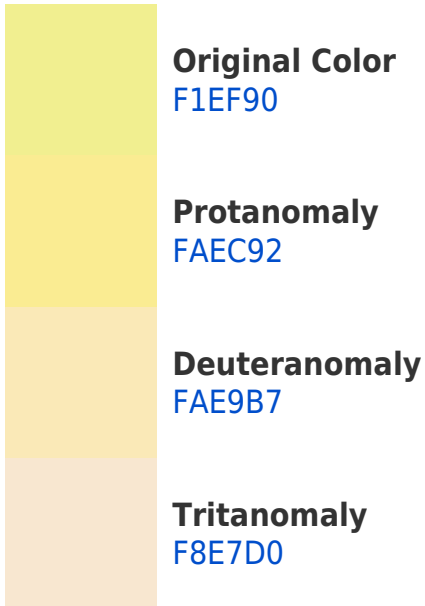 Original Color
F1EF90
Protanomaly
FAEC92
Deuteranomaly
FAE9B7
Tritanomaly
F8E7D0